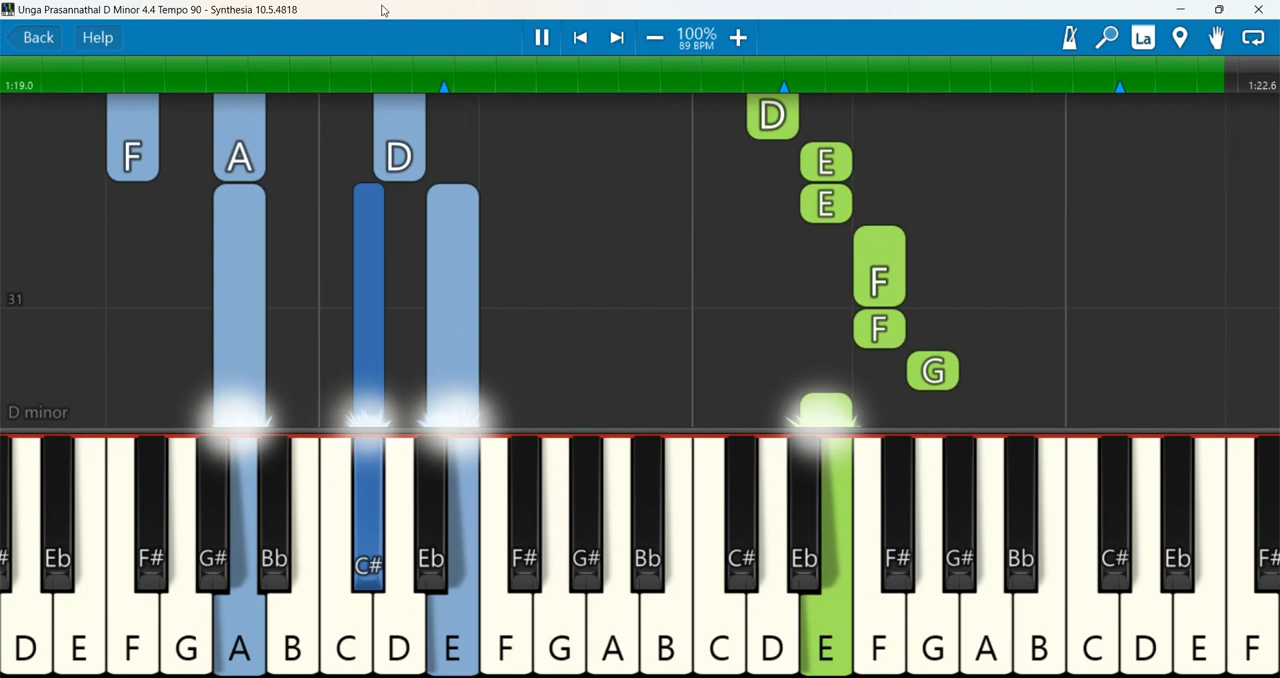 Unga Prasannathal D Minor 4.4 Tempo 90 - Synthesia 10.5.4818
Back Help 100% La
89 BPM
1:19.0 1:22.6
D
F A D E
E
F
31
F
G
D minor
# Eb F# G# Bb C# Eb F# G# Bb C# Eb F# G# Bb C# Eb F#
D E F G A B C D E F G A B C D E F G A B C D E F